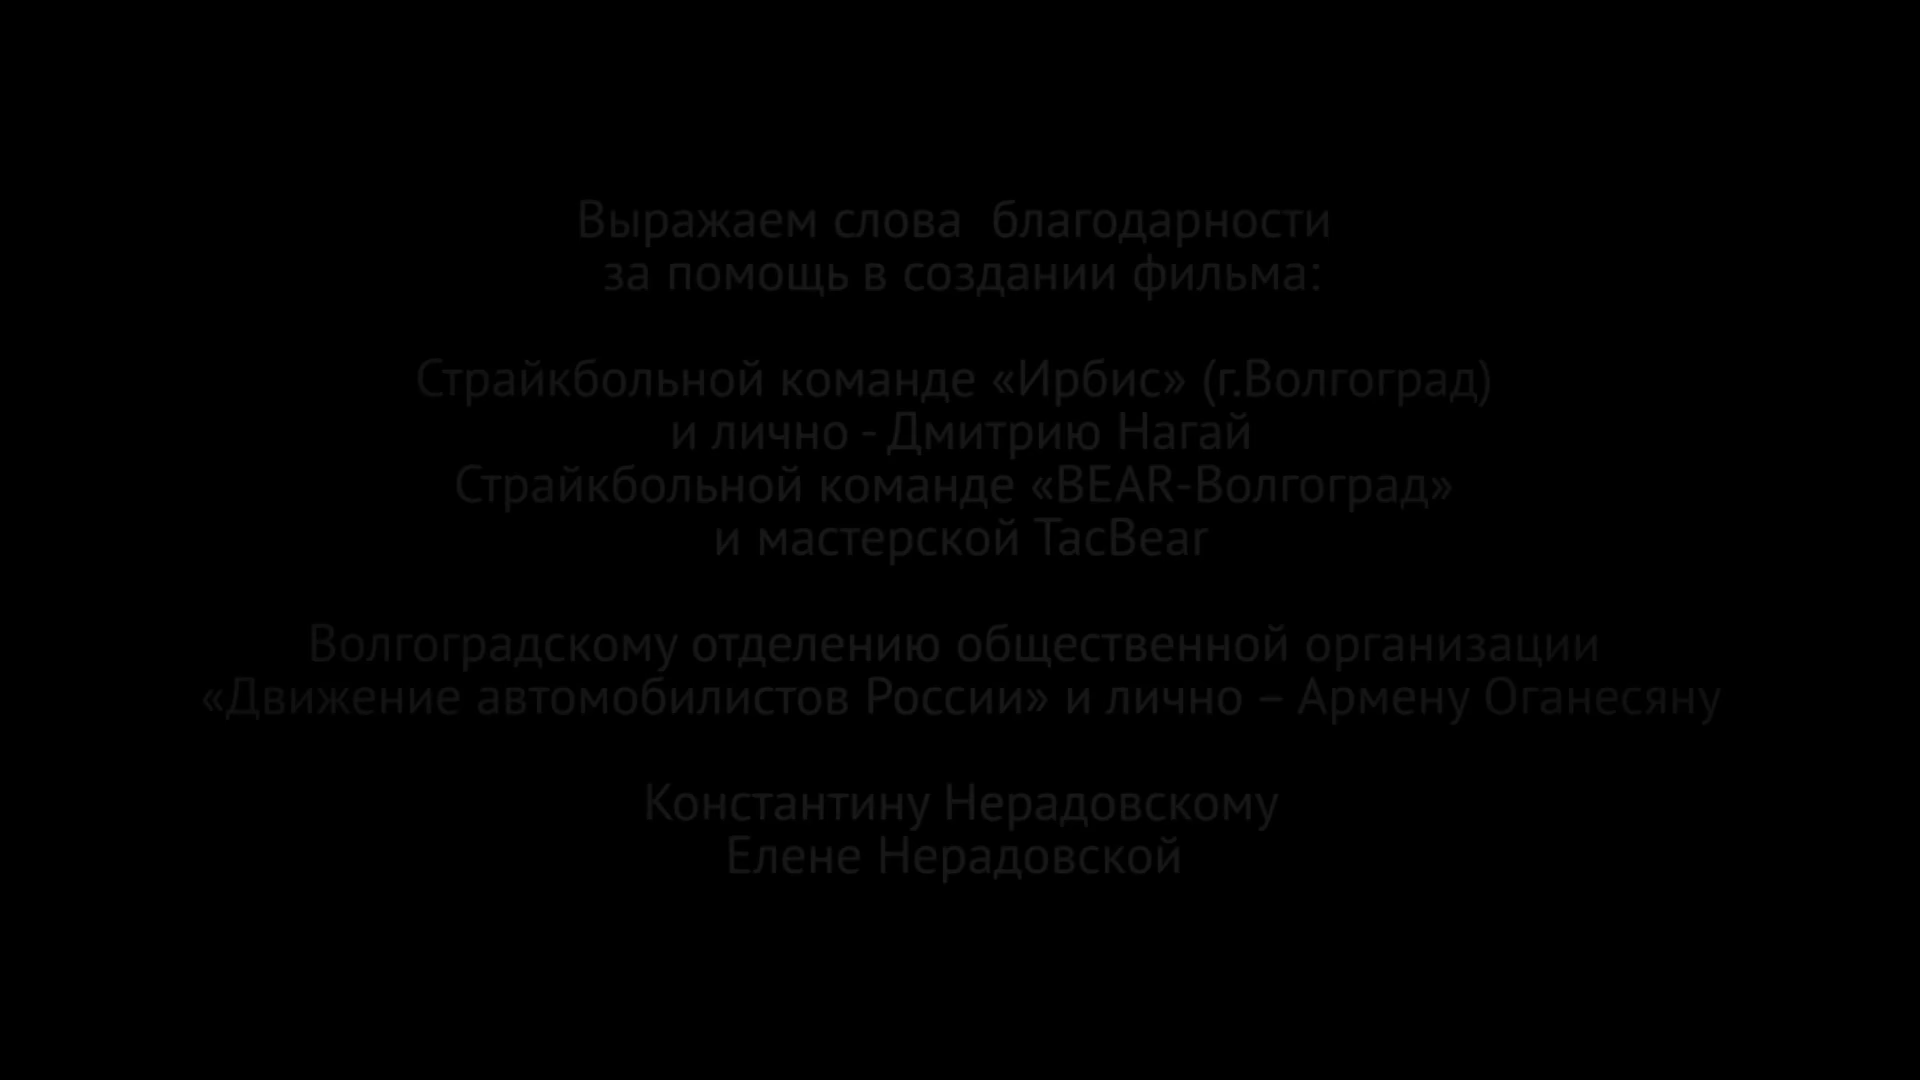 Выражаем слова благодарности
за помощь в создании фильма:
Страйкбольной команде «Ирбис» (г.Волгоград)
и лично - Дмитрию Нагай
Страйкбольной команде «BEAR-Волгоград»
и мастерской TacBear
Волгоградскому отделению общественной организации
«Движение автомобилистов России» и лично – Армену Оганесяну
Константину Нерадовскому
Елене Нерадовской